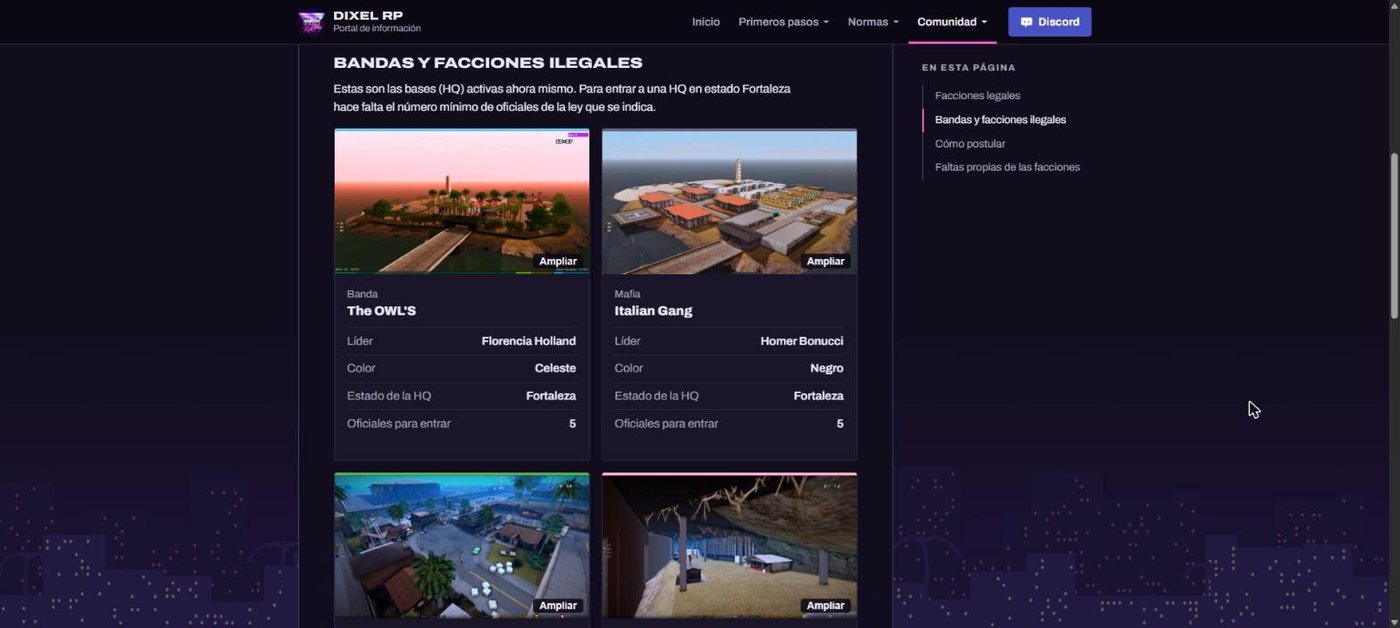 DIXEL RP
Portal de información
Inicio
Primeros pasos
Normas
Comunidad
Discord
BANDAS Y FACCIONES ILEGALES
Estas son las bases (HQ) activas ahora mismo. Para entrar a una HQ en estado Fortaleza
hace falta el número mínimo de oficiales de la ley que se indica.
EN ESTA PÁGINA
Facciones legales
Bandas y facciones ilegales
Cómo postular
Faltas propias de las facciones
Ampliar
Banda
The OWL'S
Líder Florencia Holland
Color Celeste
Estado de la HQ Fortaleza
Oficiales para entrar 5
Ampliar
Mafia
Italian Gang
Líder Homer Bonucci
Color Negro
Estado de la HQ Fortaleza
Oficiales para entrar 5
Ampliar
Ampliar